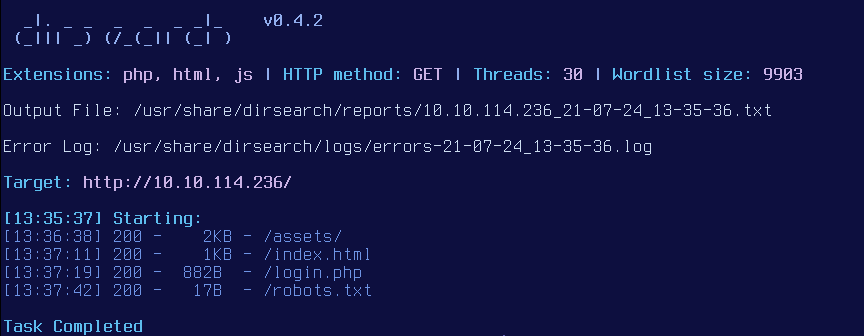 _|. _ _  _  _  _ _|_    v0.4.2
(_||| _) (/_(_|| (_| )
Extensions: php, html, js | HTTP method: GET | Threads: 30 | Wordlist size: 9903
Output File: /usr/share/dirsearch/reports/10.10.114.236_21-07-24_13-35-36.txt
Error Log: /usr/share/dirsearch/logs/errors-21-07-24_13-35-36.log
Target: http://10.10.114.236/
[13:35:37] Starting:
[13:36:38] 200 -    2KB - /assets/
[13:37:11] 200 -    1KB - /index.html
[13:37:19] 200 -  882B  - /login.php
[13:37:42] 200 -   17B  - /robots.txt
Task Completed